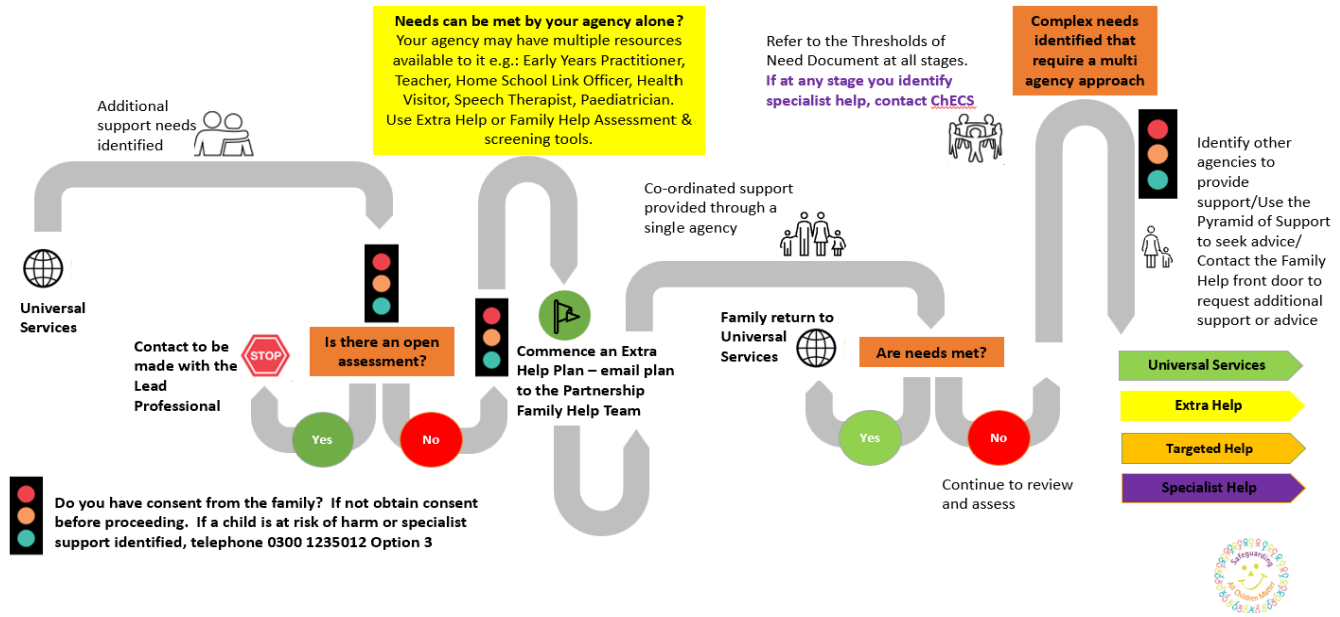 Additional
support needs
identified
Universal
Services
Needs can be met by your agency alone?
Your agency may have multiple resources
available to it e.g.: Early Years Practitioner,
Teacher, Home School Link Officer, Health
Visitor, Speech Therapist, Paediatrician.
Use Extra Help or Family Help Assessment &
screening tools.
Contact to be
made with the
Lead
Professional
STOP
Is there an open
assessment?
Yes
No
Commence an Extra
Help Plan – email plan
to the Partnership
Family Help Team
Co-ordinated support
provided through a
single agency
Refer to the Thresholds of
Need Document at all stages.
If at any stage you identify
specialist help, contact ChECS
Family return to
Universal
Services
Are needs met?
Yes
No
Continue to review
and assess
Complex needs
identified that
require a multi
agency approach
Identify other
agencies to
provide
support/Use the
Pyramid of Support
to seek advice/
Contact the Family
Help front door to
request additional
support or advice
Universal Services
Extra Help
Targeted Help
Specialist Help
Do you have consent from the family?  If not obtain consent
before proceeding.  If a child is at risk of harm or specialist
support identified, telephone 0300 1235012 Option 3
Safeguarding
All Children Matter